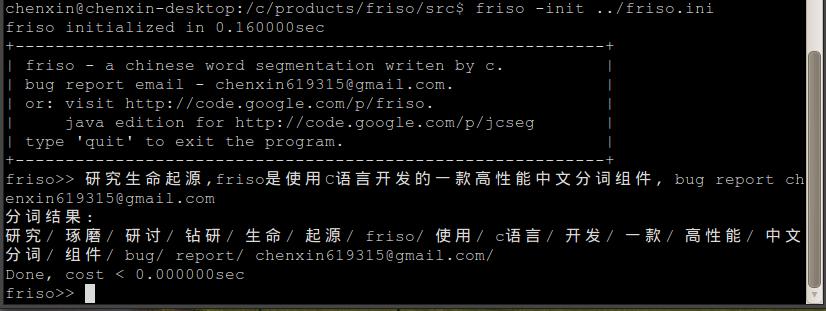 chenxin@chenxin-desktop:/c/products/friso/src$ friso -init ../friso.ini
friso initialized in 0.160000sec
+-----------------------------------------------------------+
| friso - a chinese word segmentation writen by c. |
| bug report email - chenxin619315@gmail.com. |
| or: visit http://code.google.com/p/friso. |
| java edition for http://code.google.com/p/jcseg |
| type 'quit' to exit the program. |
+-----------------------------------------------------------+
friso>> 研究生命起源,friso是使用C语言开发的一款高性能中文分词组件, bug report ch
enxin619315@gmail.com
分词结果:
研究/ 琢磨/ 研讨/ 钻研/ 生命/ 起源/ friso/ 使用/ c语言/ 开发/ 一款/ 高性能/ 中文
分词/ 组件/ bug/ report/ chenxin619315@gmail.com/
Done, cost < 0.000000sec
friso>>